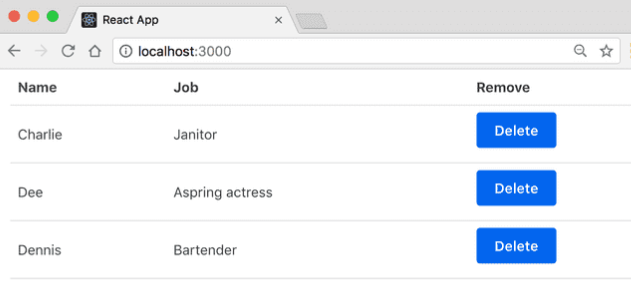 React App
localhost:3000
Name Job Remove
Charlie Janitor Delete
Dee Aspring actress Delete
Dennis Bartender Delete